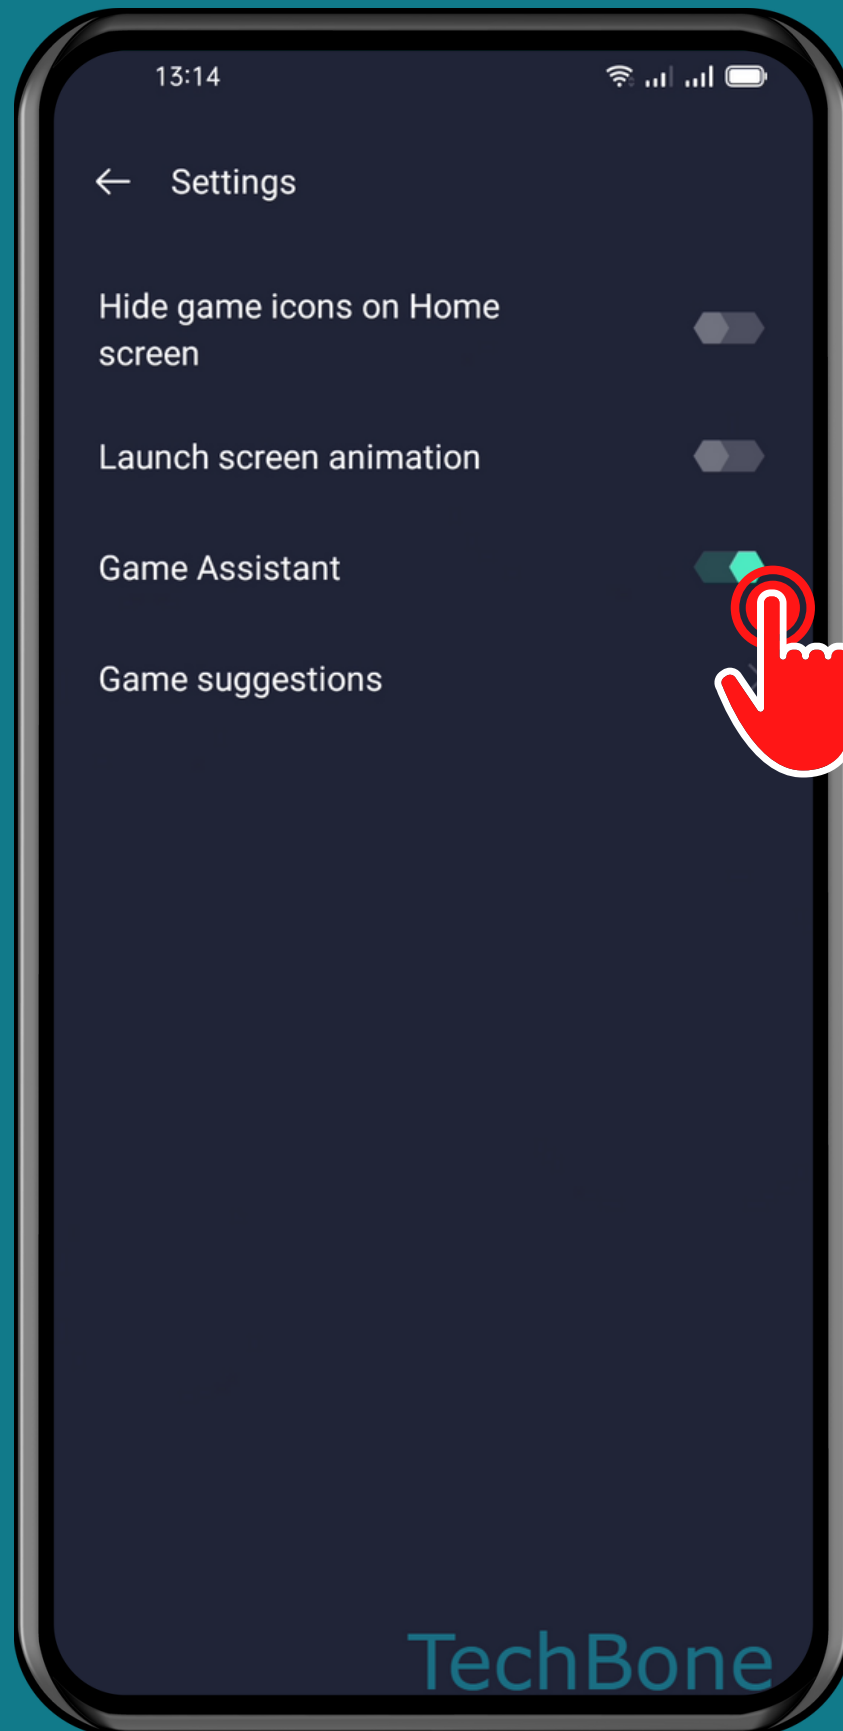 13:14
Settings
Hide game icons on Home
screen
Launch screen animation
Game Assistant
Game suggestions
TechBone